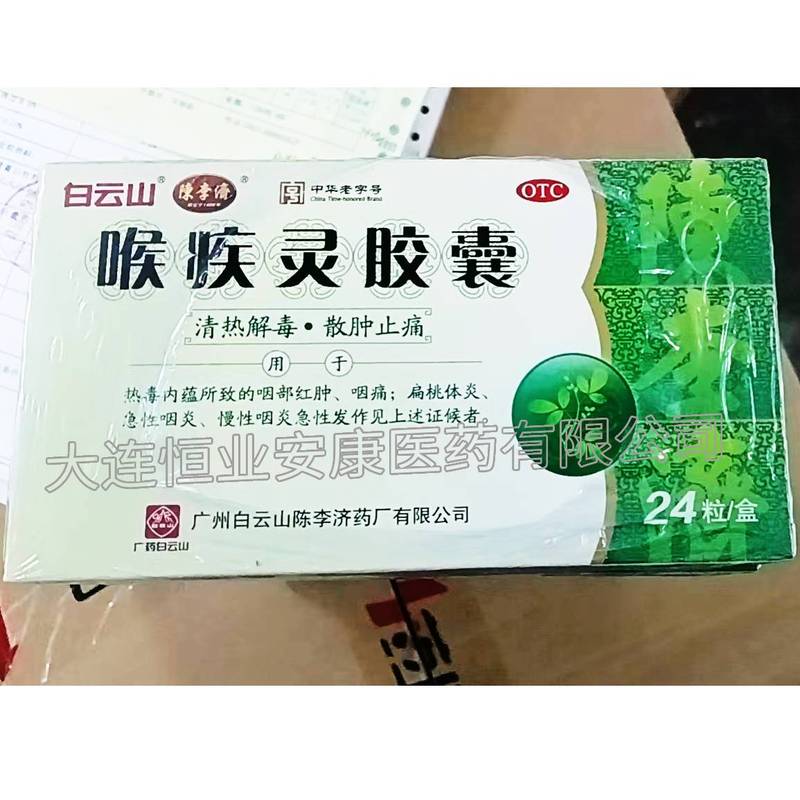 白云山® 陳李濟® 中华老字号 OTC
China Time-honored Brand
喉疾灵胶囊
清热解毒·散肿止痛
用 于
热毒内蕴所致的咽部红肿、咽痛；扁桃体炎、
急性咽炎、慢性咽炎急性发作见上述证候者。
大连恒业安康医药有限公司
24粒/盒
广药白云山
广州白云山陈李济药厂有限公司